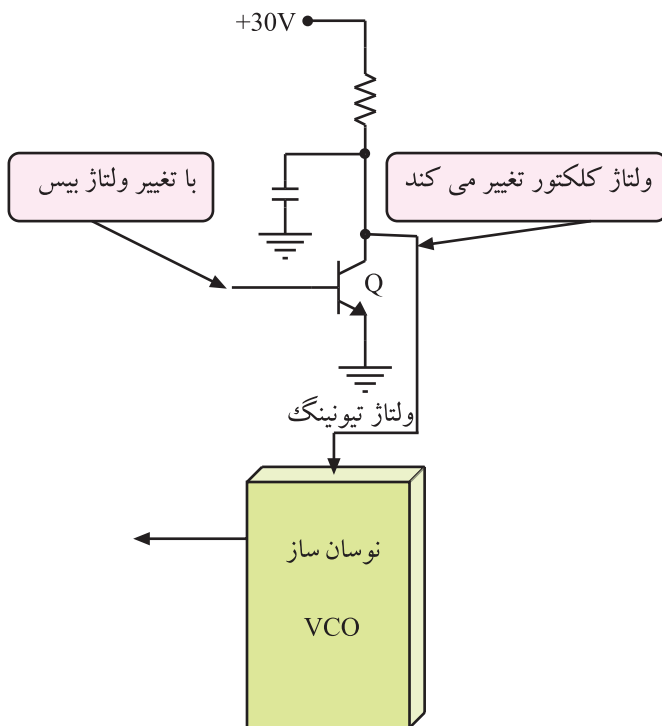 +30V
با تغییر ولتاژ بیس
ولتاژ کلکتور تغییر می کند
Q
ولتاژ تیونینگ
نوسان ساز
VCO